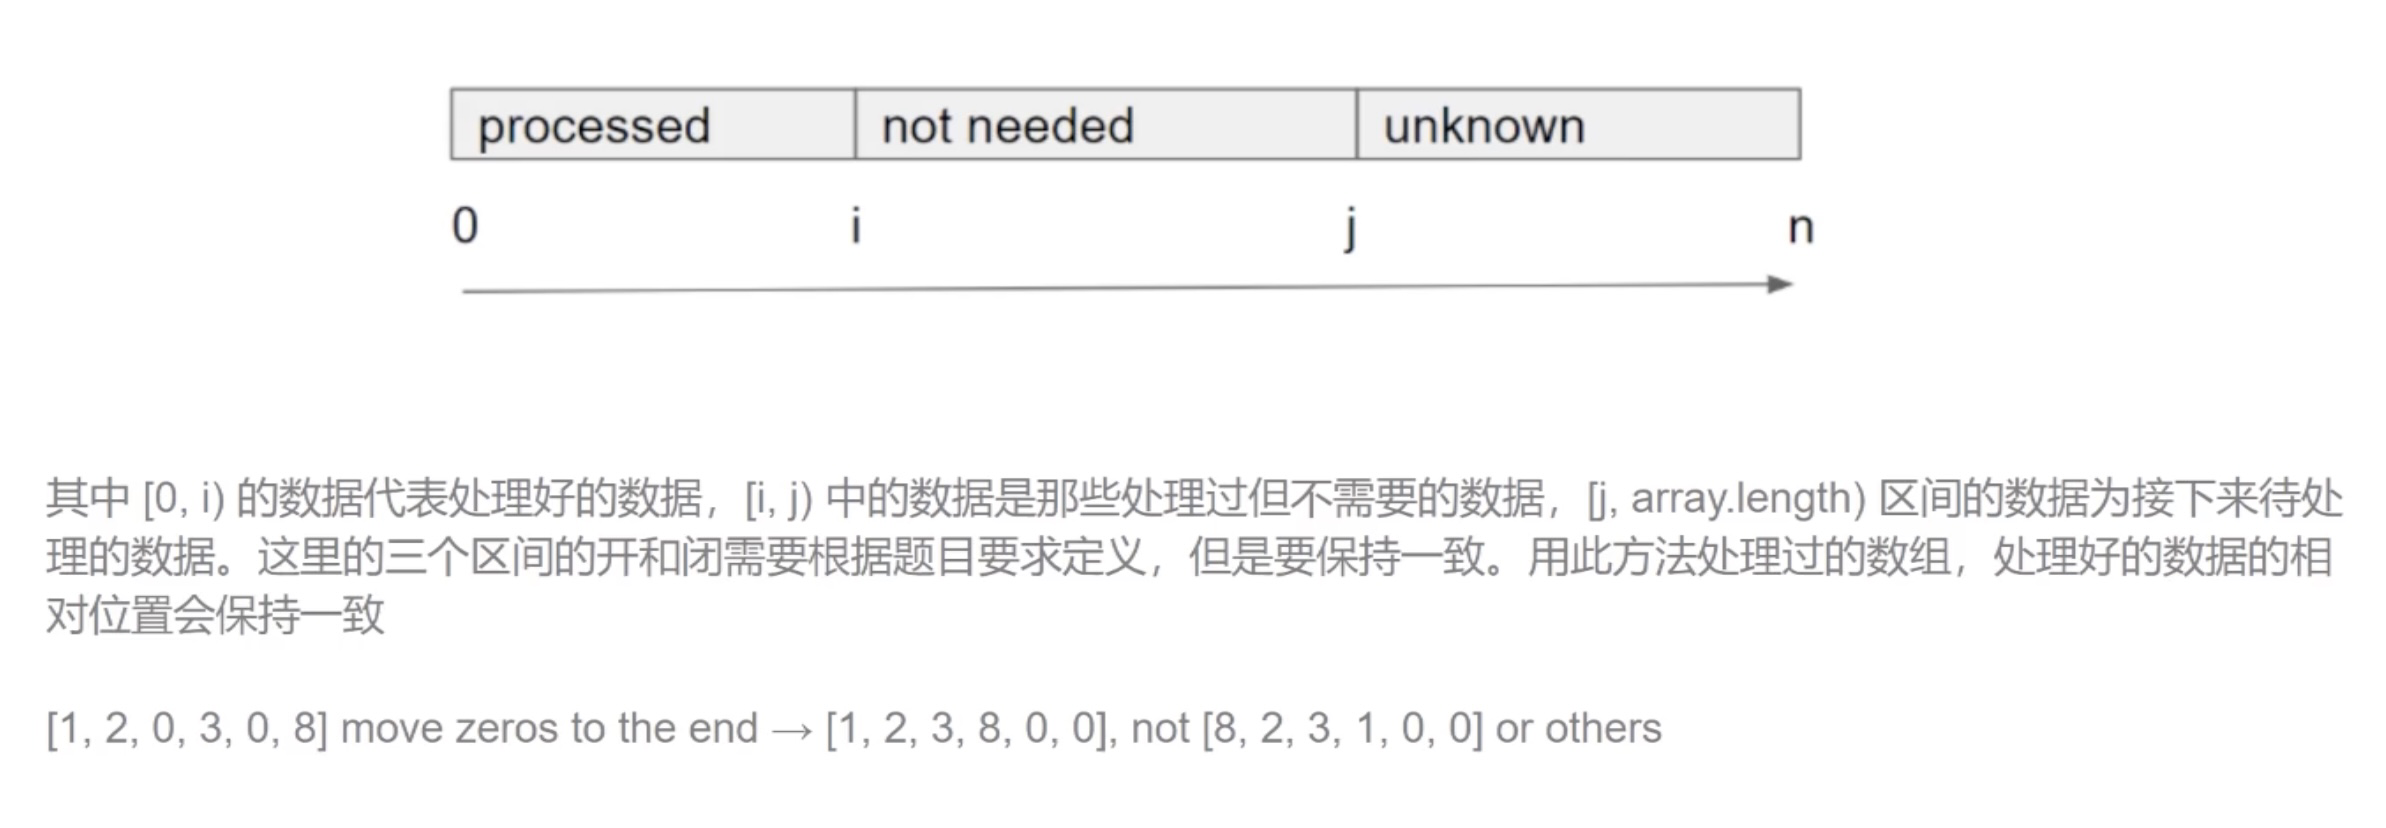 processed not needed unknown
0 i j n
其中 [0, i) 的数据代表处理好的数据，[i, j) 中的数据是那些处理过但不需要的数据，[j, array.length) 区间的数据为接下来待处
理的数据。这里的三个区间的开和闭需要根据题目要求定义，但是要保持一致。用此方法处理过的数组，处理好的数据的相
对位置会保持一致
[1, 2, 0, 3, 0, 8] move zeros to the end → [1, 2, 3, 8, 0, 0], not [8, 2, 3, 1, 0, 0] or others